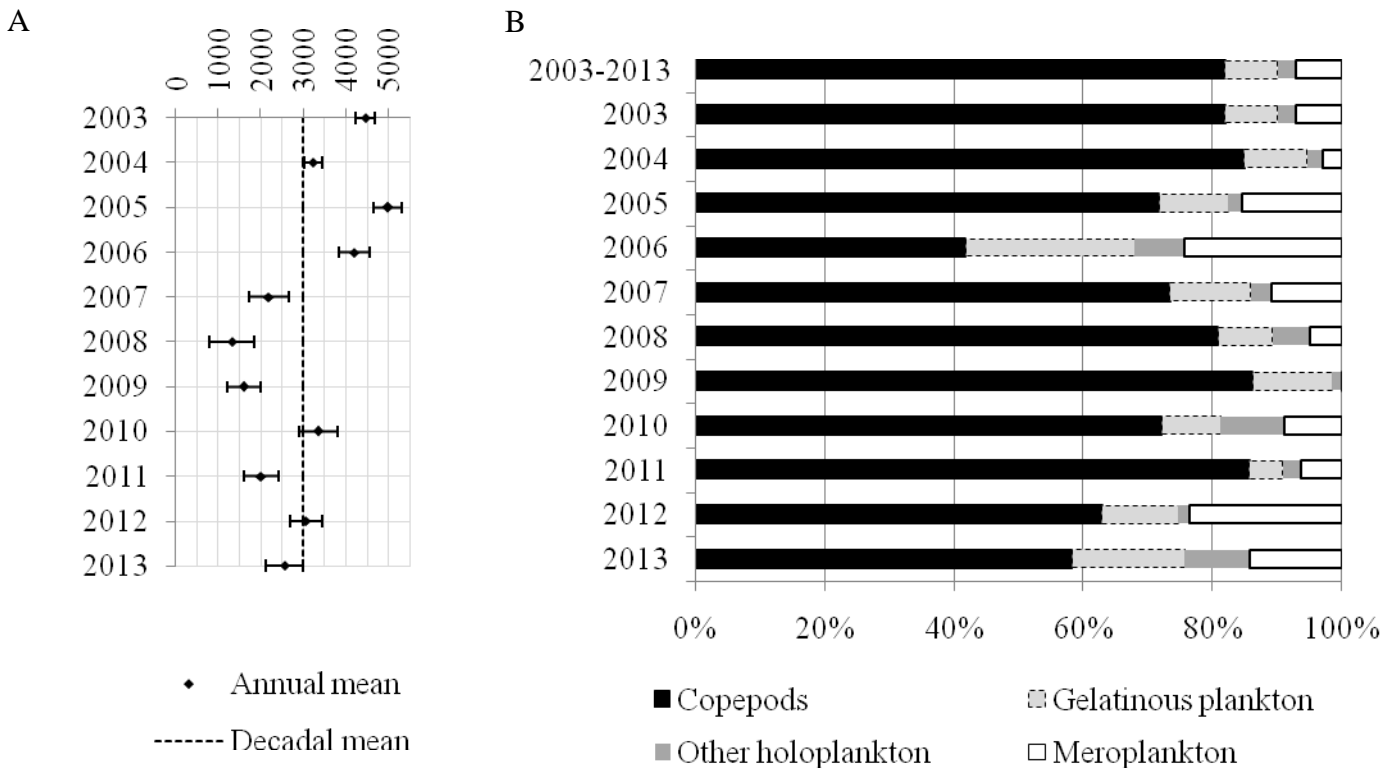 A
0 1000 2000 3000 4000 5000
2003
2004
2005
2006
2007
2008
2009
2010
2011
2012
2013
Annual mean
Decadal mean
B
2003-2013
2003
2004
2005
2006
2007
2008
2009
2010
2011
2012
2013
0% 20% 40% 60% 80% 100%
Copepods Gelatinous plankton
Other holoplankton Meroplankton